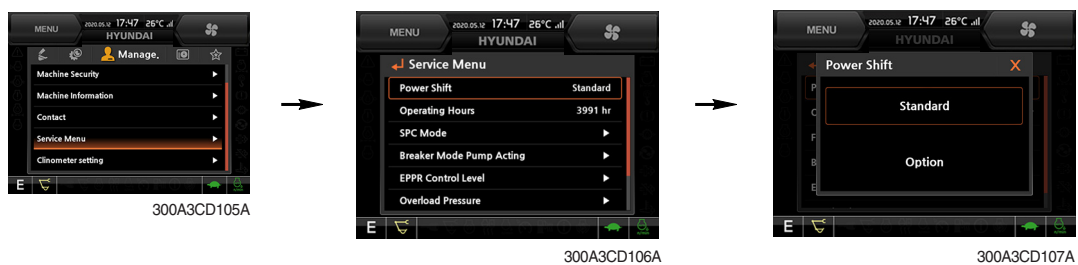 MENU
2020.05.12 17:47 26°C
HYUNDAI
Manage.
Machine Security
Machine Information
Contact
Service Menu
Clinometer setting
E
300A3CD105A
MENU
2020.05.12 17:47 26°C
HYUNDAI
Service Menu
Power Shift Standard
Operating Hours 3991 hr
SPC Mode
Breaker Mode Pump Acting
EPPR Control Level
Overload Pressure
E
300A3CD106A
MENU
2020.05.12 17:47 26°C
HYUNDAI
Power Shift X
Standard
Option
E
300A3CD107A